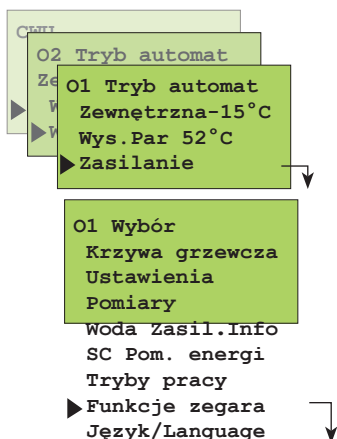 CWU
O2 Tryb automat
Ze
W
W
O1 Tryb automat
Zewnętrzna-15°C
Wys.Par 52°C
Zasilanie
O1 Wybór
Krzywa grzewcza
Ustawienia
Pomiary
Woda Zasil.Info
SC Pom. energi
Tryby pracy
Funkcje zegara
Język/Language